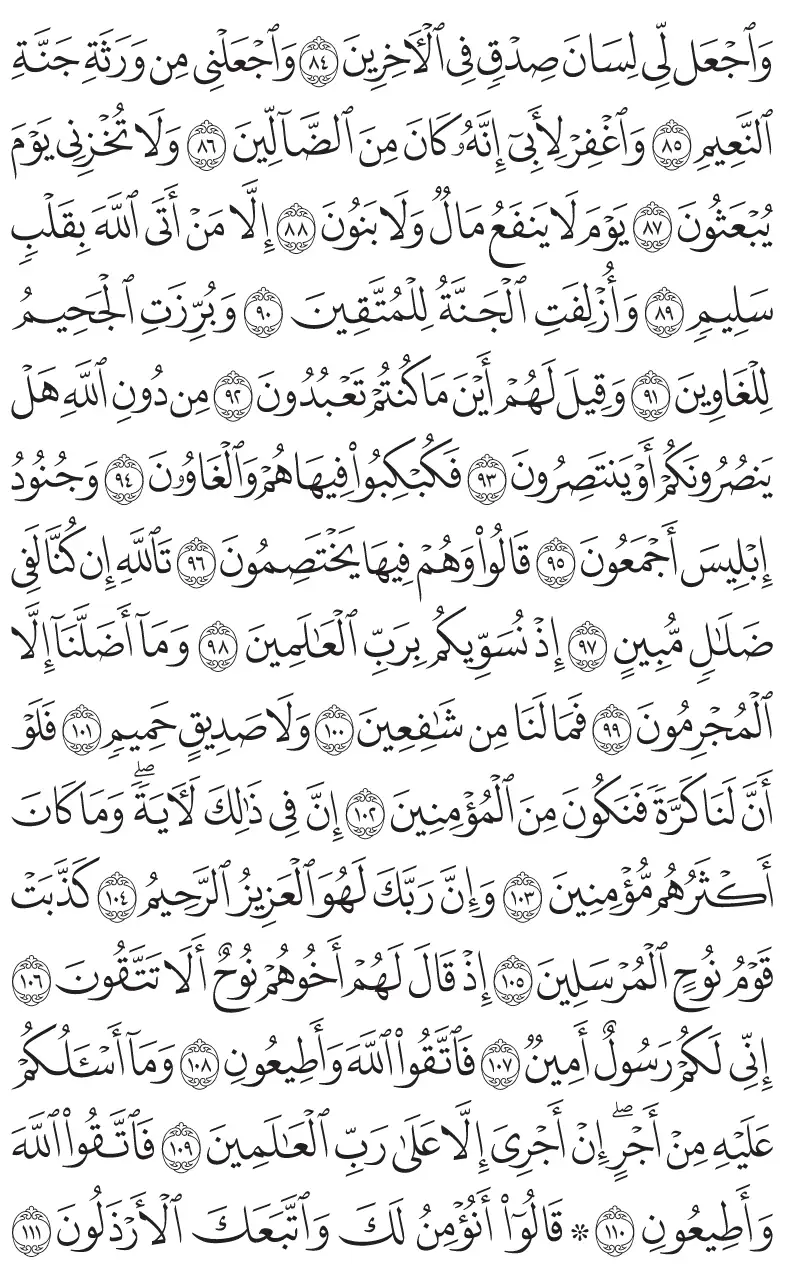 وَٱجۡعَل لِّي لِسَانَ صِدۡقٖ فِي ٱلۡأٓخِرِينَ ٨٤ وَٱجۡعَلۡنِي مِن وَرَثَةِ جَنَّةِ
ٱلنَّعِيمِ ٨٥ وَٱغۡفِرۡ لِأَبِيٓ إِنَّهُۥ كَانَ مِنَ ٱلضَّآلِّينَ ٨٦ وَلَا تُخۡزِنِي يَوۡمَ
يُبۡعَثُونَ ٨٧ يَوۡمَ لَا يَنفَعُ مَالٞ وَلَا بَنُونَ ٨٨ إِلَّا مَنۡ أَتَى ٱللَّهَ بِقَلۡبٖ
سَلِيمٖ ٨٩ وَأُزۡلِفَتِ ٱلۡجَنَّةُ لِلۡمُتَّقِينَ ٩٠ وَبُرِّزَتِ ٱلۡجَحِيمُ
لِلۡغَاوِينَ ٩١ وَقِيلَ لَهُمۡ أَيۡنَ مَا كُنتُمۡ تَعۡبُدُونَ ٩٢ مِن دُونِ ٱللَّهِ هَلۡ
يَنصُرُونَكُمۡ أَوۡ يَنتَصِرُونَ ٩٣ فَكُبۡكِبُواْ فِيهَا هُمۡ وَٱلۡغَاوُۥنَ ٩٤ وَجُنُودُ
إِبۡلِيسَ أَجۡمَعُونَ ٩٥ قَالُواْ وَهُمۡ فِيهَا يَخۡتَصِمُونَ ٩٦ تَٱللَّهِ إِن كُنَّا لَفِي
ضَلَٰلٖ مُّبِينٍ ٩٧ إِذۡ نُسَوِّيكُم بِرَبِّ ٱلۡعَٰلَمِينَ ٩٨ وَمَآ أَضَلَّنَآ إِلَّا
ٱلۡمُجۡرِمُونَ ٩٩ فَمَا لَنَا مِن شَٰفِعِينَ ١٠٠ وَلَا صَدِيقٍ حَمِيمٖ ١٠١ فَلَوۡ
أَنَّ لَنَا كَرَّةٗ فَنَكُونَ مِنَ ٱلۡمُؤۡمِنِينَ ١٠٢ إِنَّ فِي ذَٰلِكَ لَأٓيَةٗۖ وَمَا كَانَ
أَكۡثَرُهُم مُّؤۡمِنِينَ ١٠٣ وَإِنَّ رَبَّكَ لَهُوَ ٱلۡعَزِيزُ ٱلرَّحِيمُ ١٠٤ كَذَّبَتۡ
قَوۡمُ نُوحٍ ٱلۡمُرۡسَلِينَ ١٠٥ إِذۡ قَالَ لَهُمۡ أَخُوهُمۡ نُوحٌ أَلَا تَتَّقُونَ ١٠٦
إِنِّي لَكُمۡ رَسُولٌ أَمِينٞ ١٠٧ فَٱتَّقُواْ ٱللَّهَ وَأَطِيعُونِ ١٠٨ وَمَآ أَسۡـَٔلُكُمۡ
عَلَيۡهِ مِنۡ أَجۡرٍۖ إِنۡ أَجۡرِيَ إِلَّا عَلَىٰ رَبِّ ٱلۡعَٰلَمِينَ ١٠٩ فَٱتَّقُواْ ٱللَّهَ
وَأَطِيعُونِ ١١٠ ۞ قَالُوٓاْ أَنُؤۡمِنُ لَكَ وَٱتَّبَعَكَ ٱلۡأَرۡذَلُونَ ١١١